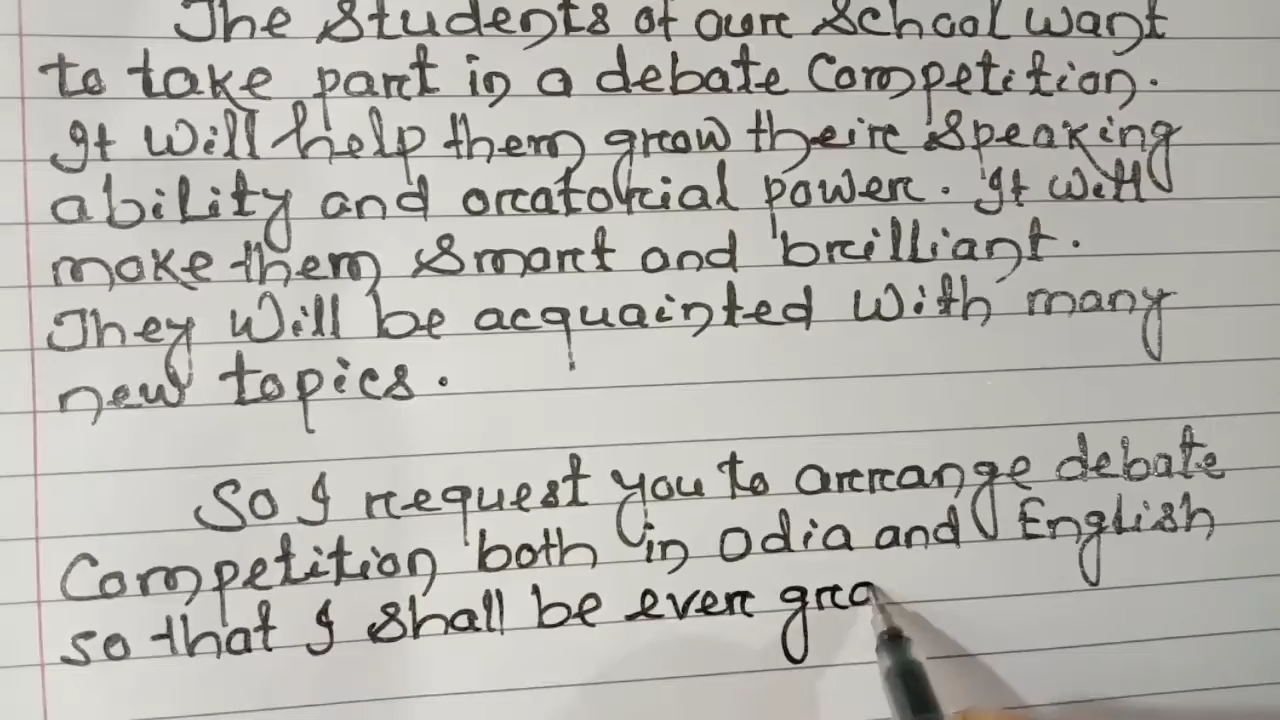 The students of our school want
to take part in a debate competition.
It will help them grow their speaking
ability and oratorical power. It will
make them smart and brilliant.
They will be acquainted with many
new topics.
So I request you to arrange debate
Competition both in Odia and English
so that I shall be ever gra